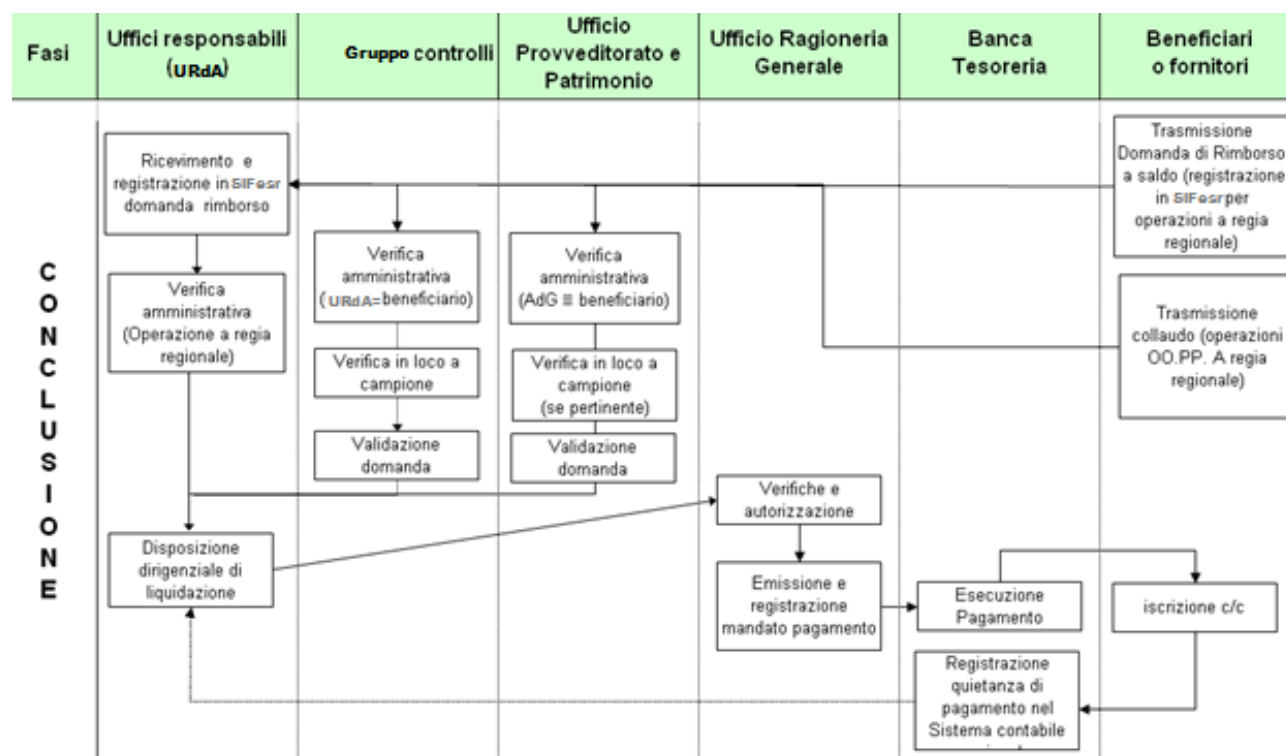 Fasi
Uffici responsabili
(URdA)
Gruppo controlli
Ufficio
Provveditorato e
Patrimonio
Ufficio Ragioneria
Generale
Banca
Tesoreria
Beneficiari
o fornitori
C
O
N
C
L
U
S
I
O
N
E
Ricevimento e
registrazione in SIFesr
domanda rimborso
Verifica
amministrativa
(Operazione a regia
regionale)
Disposizione
dirigenziale di
liquidazione
Verifica
amministrativa
(URdA=beneficiario)
Verifica in loco a
campione
Validazione
domanda
Verifica
amministrativa
(AdG ≡ beneficiario)
Verifica in loco a
campione
(se pertinente)
Validazione
domanda
Verifiche e
autorizzazione
Emissione e
registrazione
mandato pagamento
Esecuzione
Pagamento
Registrazione
quietanza di
pagamento nel
Sistema contabile
Trasmissione
Domanda di Rimborso
a saldo (registrazione
in SIFesr per
operazioni a regia
regionale)
Trasmissione
collaudo (operazioni
OO.PP. A regia
regionale)
iscrizione c/c